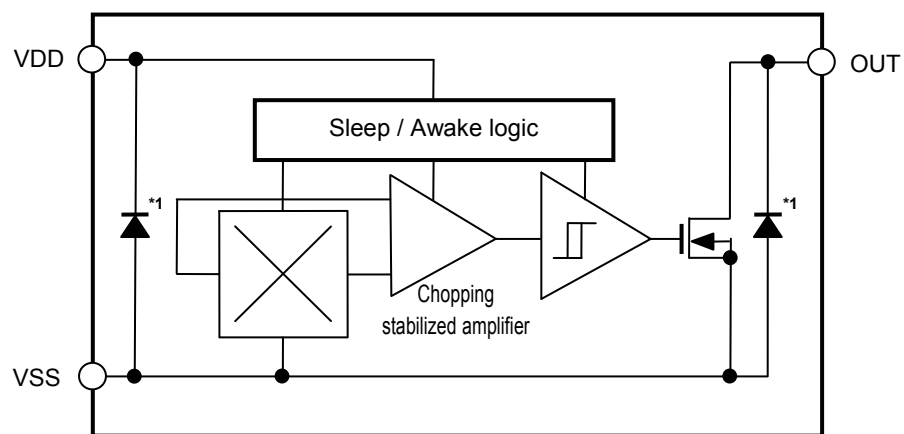 VDD
OUT
Sleep / Awake logic
*1
*1
Chopping
stabilized amplifier
VSS